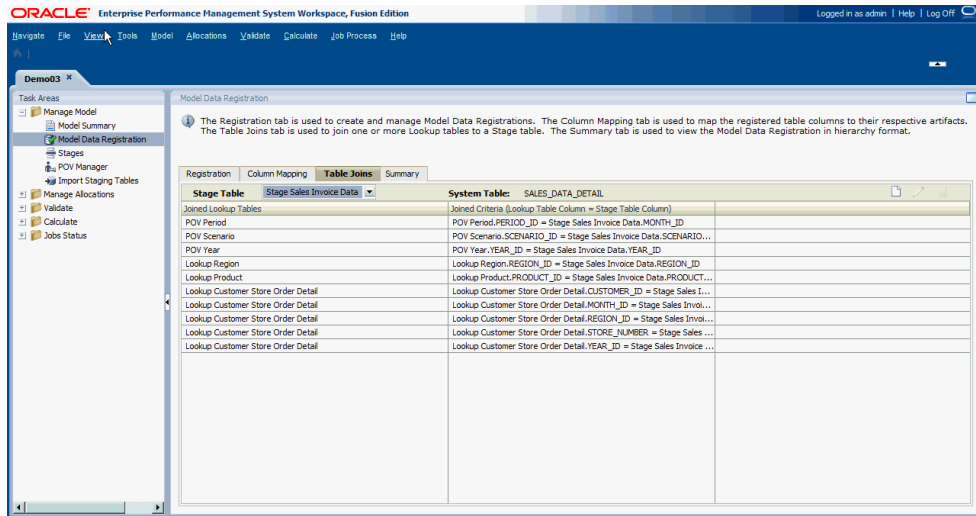 ORACLE Enterprise Performance Management System Workspace, Fusion Edition
Logged in as admin | Help | Log Off
Navigate File View Tools Model Allocations Validate Calculate Job Process Help
Demo03 ×
Task Areas
Manage Model
Model Summary
Model Data Registration
Stages
POV Manager
Import Staging Tables
Manage Allocations
Validate
Calculate
Jobs Status
Model Data Registration
The Registration tab is used to create and manage Model Data Registrations. The Column Mapping tab is used to map the registered table columns to their respective artifacts.
The Table Joins tab is used to join one or more Lookup tables to a Stage table. The Summary tab is used to view the Model Data Registration in hierarchy format.
Registration Column Mapping Table Joins Summary
Stage Table Stage Sales Invoice Data System Table: SALES_DATA_DETAIL
Joined Lookup Tables Joined Criteria (Lookup Table Column = Stage Table Column)
POV Period POV Period.PERIOD_ID = Stage Sales Invoice Data.MONTH_ID
POV Scenario POV Scenario.SCENARIO_ID = Stage Sales Invoice Data.SCENARIO...
POV Year POV Year.YEAR_ID = Stage Sales Invoice Data.YEAR_ID
Lookup Region Lookup Region.REGION_ID = Stage Sales Invoice Data.REGION_ID
Lookup Product Lookup Product.PRODUCT_ID = Stage Sales Invoice Data.PRODUCT...
Lookup Customer Store Order Detail Lookup Customer Store Order Detail.CUSTOMER_ID = Stage Sales I...
Lookup Customer Store Order Detail Lookup Customer Store Order Detail.MONTH_ID = Stage Sales Invoi...
Lookup Customer Store Order Detail Lookup Customer Store Order Detail.REGION_ID = Stage Sales Invoi...
Lookup Customer Store Order Detail Lookup Customer Store Order Detail.STORE_NUMBER = Stage Sales ...
Lookup Customer Store Order Detail Lookup Customer Store Order Detail.YEAR_ID = Stage Sales Invoice ...